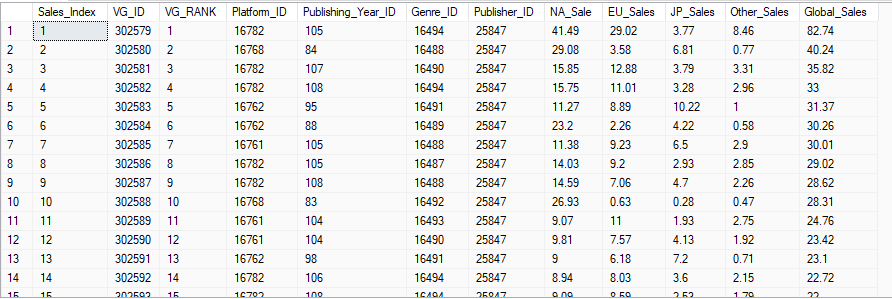 Sales_Index VG_ID VG_RANK Platform_ID Publishing_Year_ID Genre_ID Publisher_ID NA_Sale EU_Sales JP_Sales Other_Sales Global_Sales
1 1 302579 1 16782 105 16494 25847 41.49 29.02 3.77 8.46 82.74
2 2 302580 2 16768 84 16488 25847 29.08 3.58 6.81 0.77 40.24
3 3 302581 3 16782 107 16490 25847 15.85 12.88 3.79 3.31 35.82
4 4 302582 4 16782 108 16494 25847 15.75 11.01 3.28 2.96 33
5 5 302583 5 16762 95 16491 25847 11.27 8.89 10.22 1 31.37
6 6 302584 6 16762 88 16489 25847 23.2 2.26 4.22 0.58 30.26
7 7 302585 7 16761 105 16488 25847 11.38 9.23 6.5 2.9 30.01
8 8 302586 8 16782 105 16487 25847 14.03 9.2 2.93 2.85 29.02
9 9 302587 9 16782 108 16488 25847 14.59 7.06 4.7 2.26 28.62
10 10 302588 10 16768 83 16492 25847 26.93 0.63 0.28 0.47 28.31
11 11 302589 11 16761 104 16493 25847 9.07 11 1.93 2.75 24.76
12 12 302590 12 16761 104 16490 25847 9.81 7.57 4.13 1.92 23.42
13 13 302591 13 16762 98 16491 25847 9 6.18 7.2 0.71 23.1
14 14 302592 14 16782 106 16494 25847 8.94 8.03 3.6 2.15 22.72
15 15 302593 15 16782 108 16494 25847 9.09 8.59 2.53 1.79 22